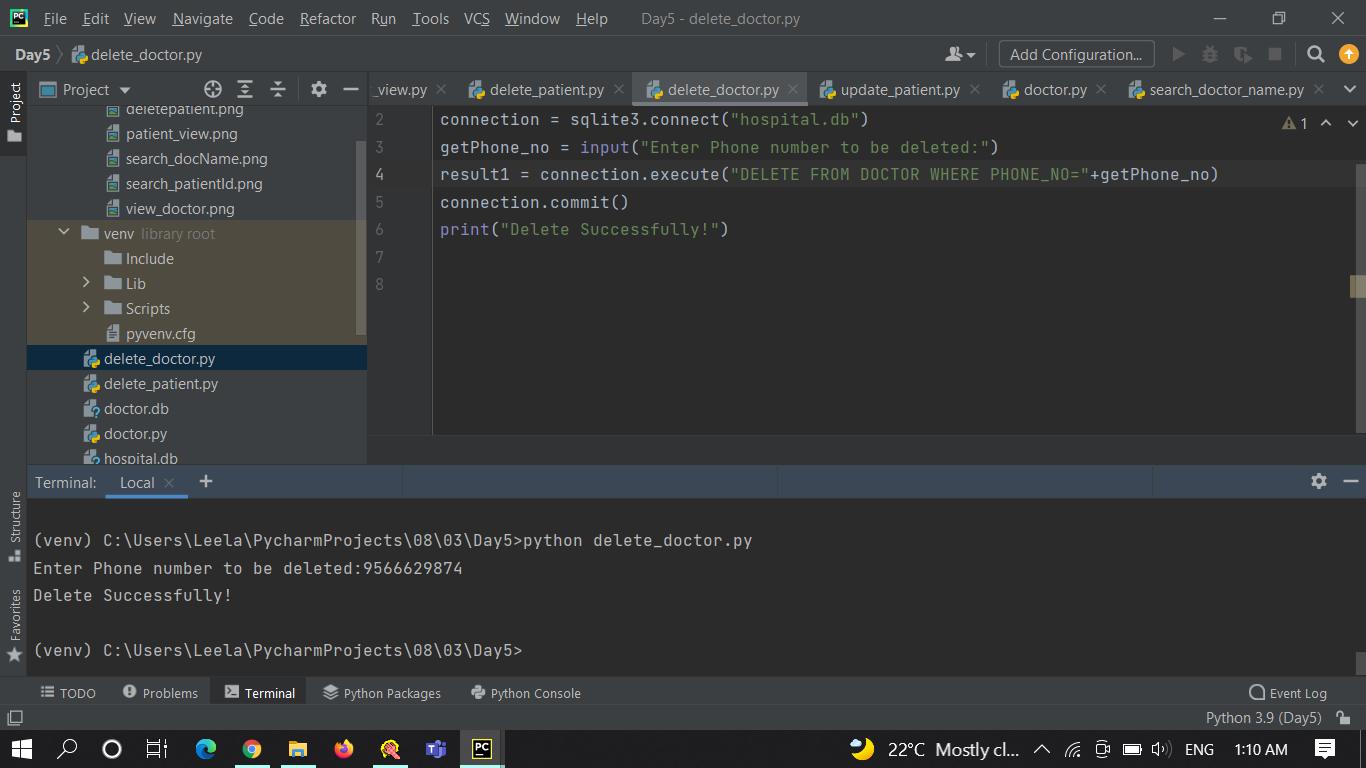 PC File Edit View Navigate Code Refactor Run Tools VCS Window Help Day5 - delete_doctor.py
Day5 delete_doctor.py Add Configuration...
Project
Project
_view.py delete_patient.py delete_doctor.py update_patient.py doctor.py search_doctor_name.py
deletepatient.png
patient_view.png
search_docName.png
search_patientId.png
view_doctor.png
venv library root
Include
Lib
Scripts
pyvenv.cfg
delete_doctor.py
delete_patient.py
doctor.db
doctor.py
hospital.db
2 connection = sqlite3.connect("hospital.db")
1
3 getPhone_no = input("Enter Phone number to be deleted:")
4 result1 = connection.execute("DELETE FROM DOCTOR WHERE PHONE_NO="+getPhone_no)
5 connection.commit()
6 print("Delete Successfully!")
7
8
Terminal: Local
Structure
Favorites
(venv) C:\Users\Leela\PycharmProjects\08\03\Day5>python delete_doctor.py
Enter Phone number to be deleted:9566629874
Delete Successfully!
(venv) C:\Users\Leela\PycharmProjects\08\03\Day5>
TODO Problems Terminal Python Packages Python Console Event Log
Python 3.9 (Day5)
PC 22°C Mostly cl... ENG 1:10 AM